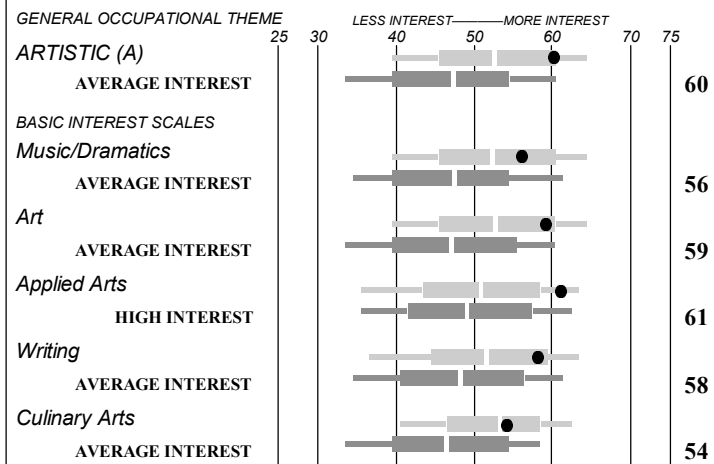 GENERAL OCCUPATIONAL THEME LESS INTEREST———MORE INTEREST
25 30 40 50 60 70 75
ARTISTIC (A)
AVERAGE INTEREST 60
BASIC INTEREST SCALES
Music/Dramatics
AVERAGE INTEREST 56
Art
AVERAGE INTEREST 59
Applied Arts
HIGH INTEREST 61
Writing
AVERAGE INTEREST 58
Culinary Arts
AVERAGE INTEREST 54